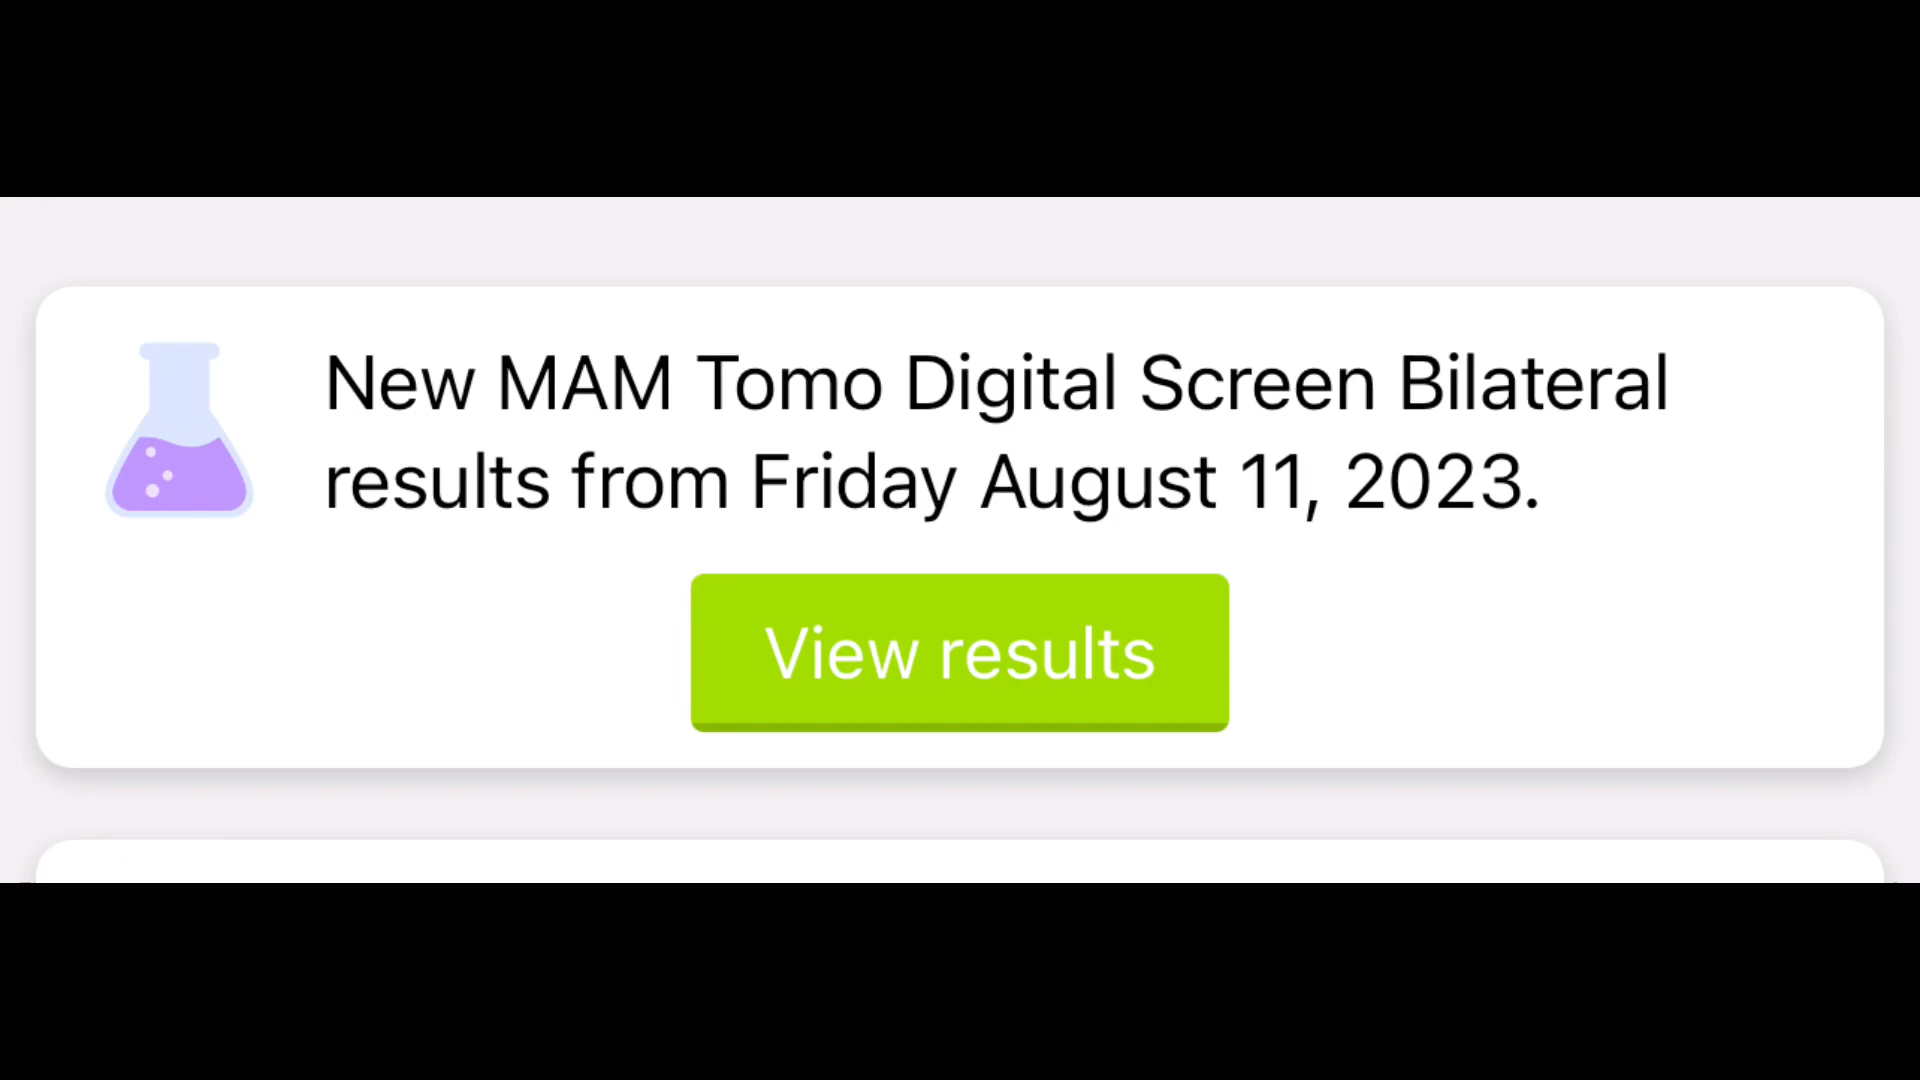 New MAM Tomo Digital Screen Bilateral
results from Friday August 11, 2023.
View results